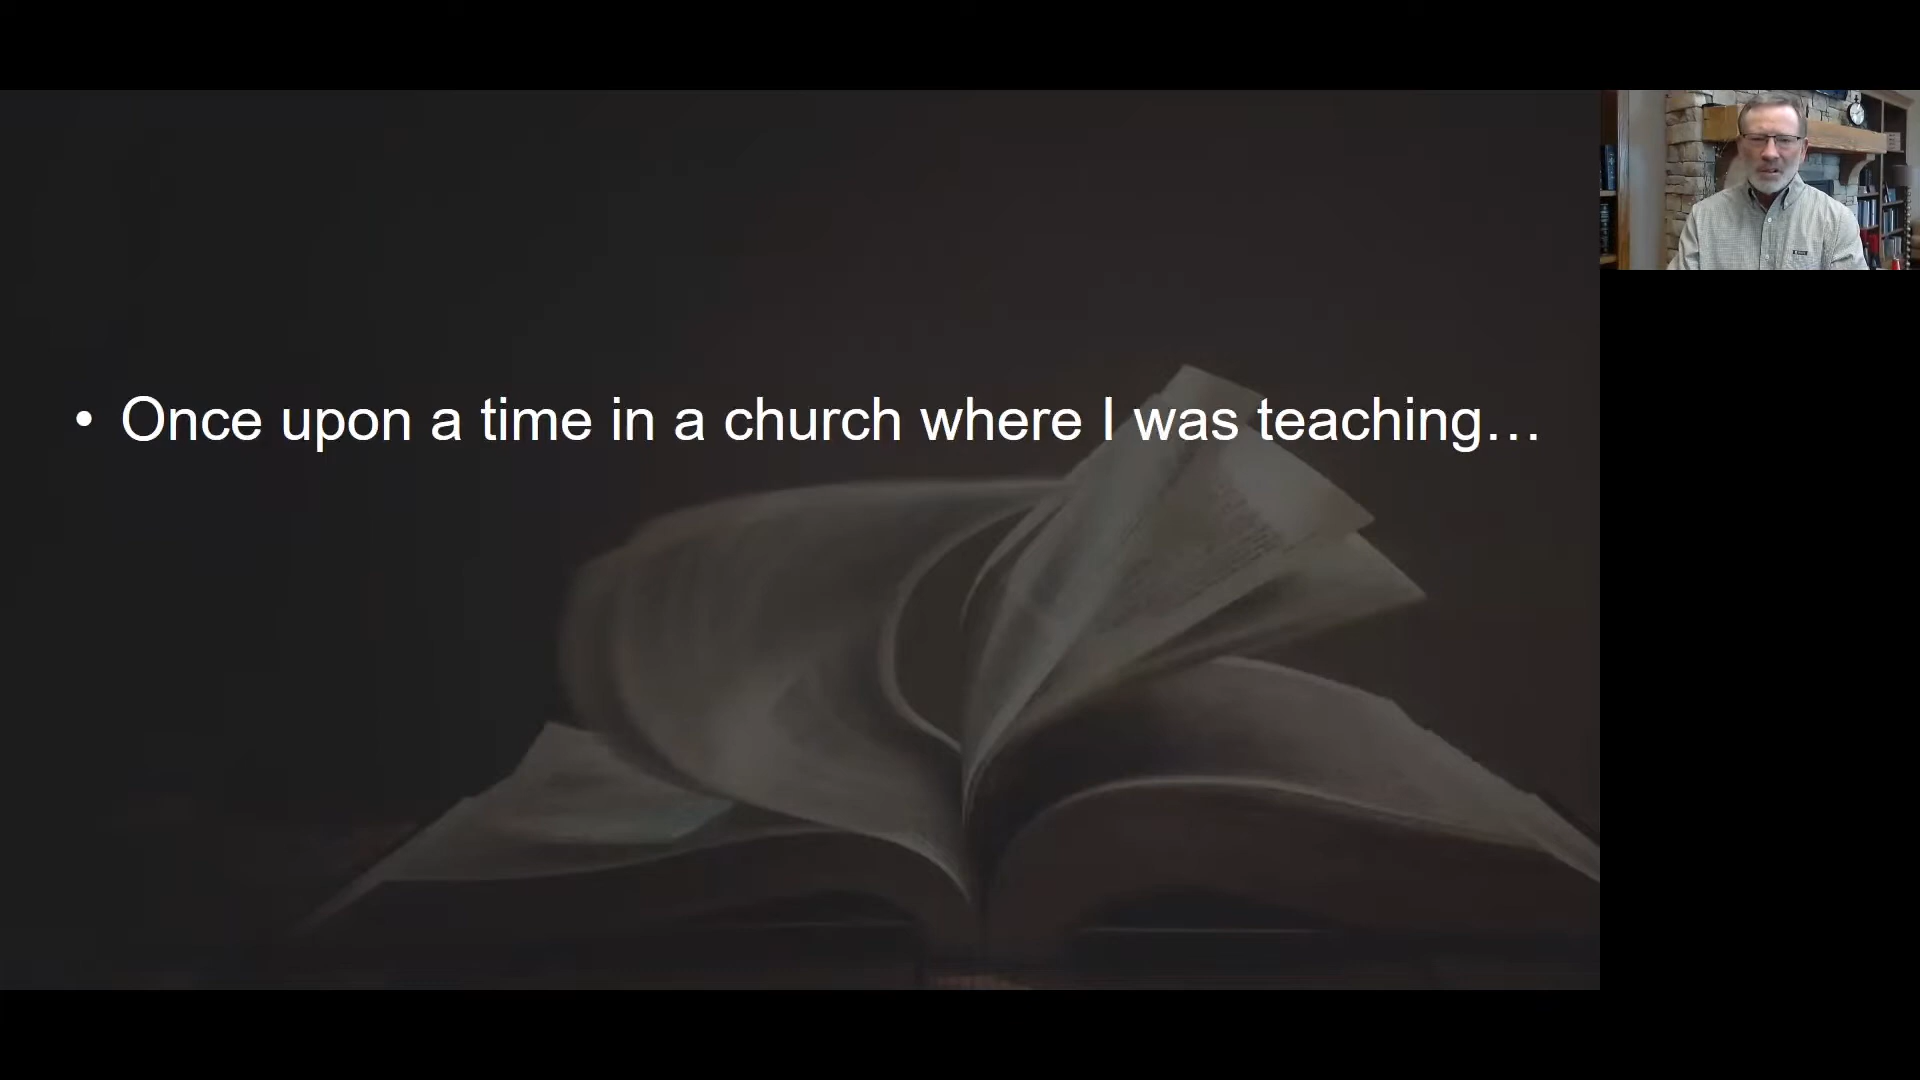 • Once upon a time in a church where I was teaching…